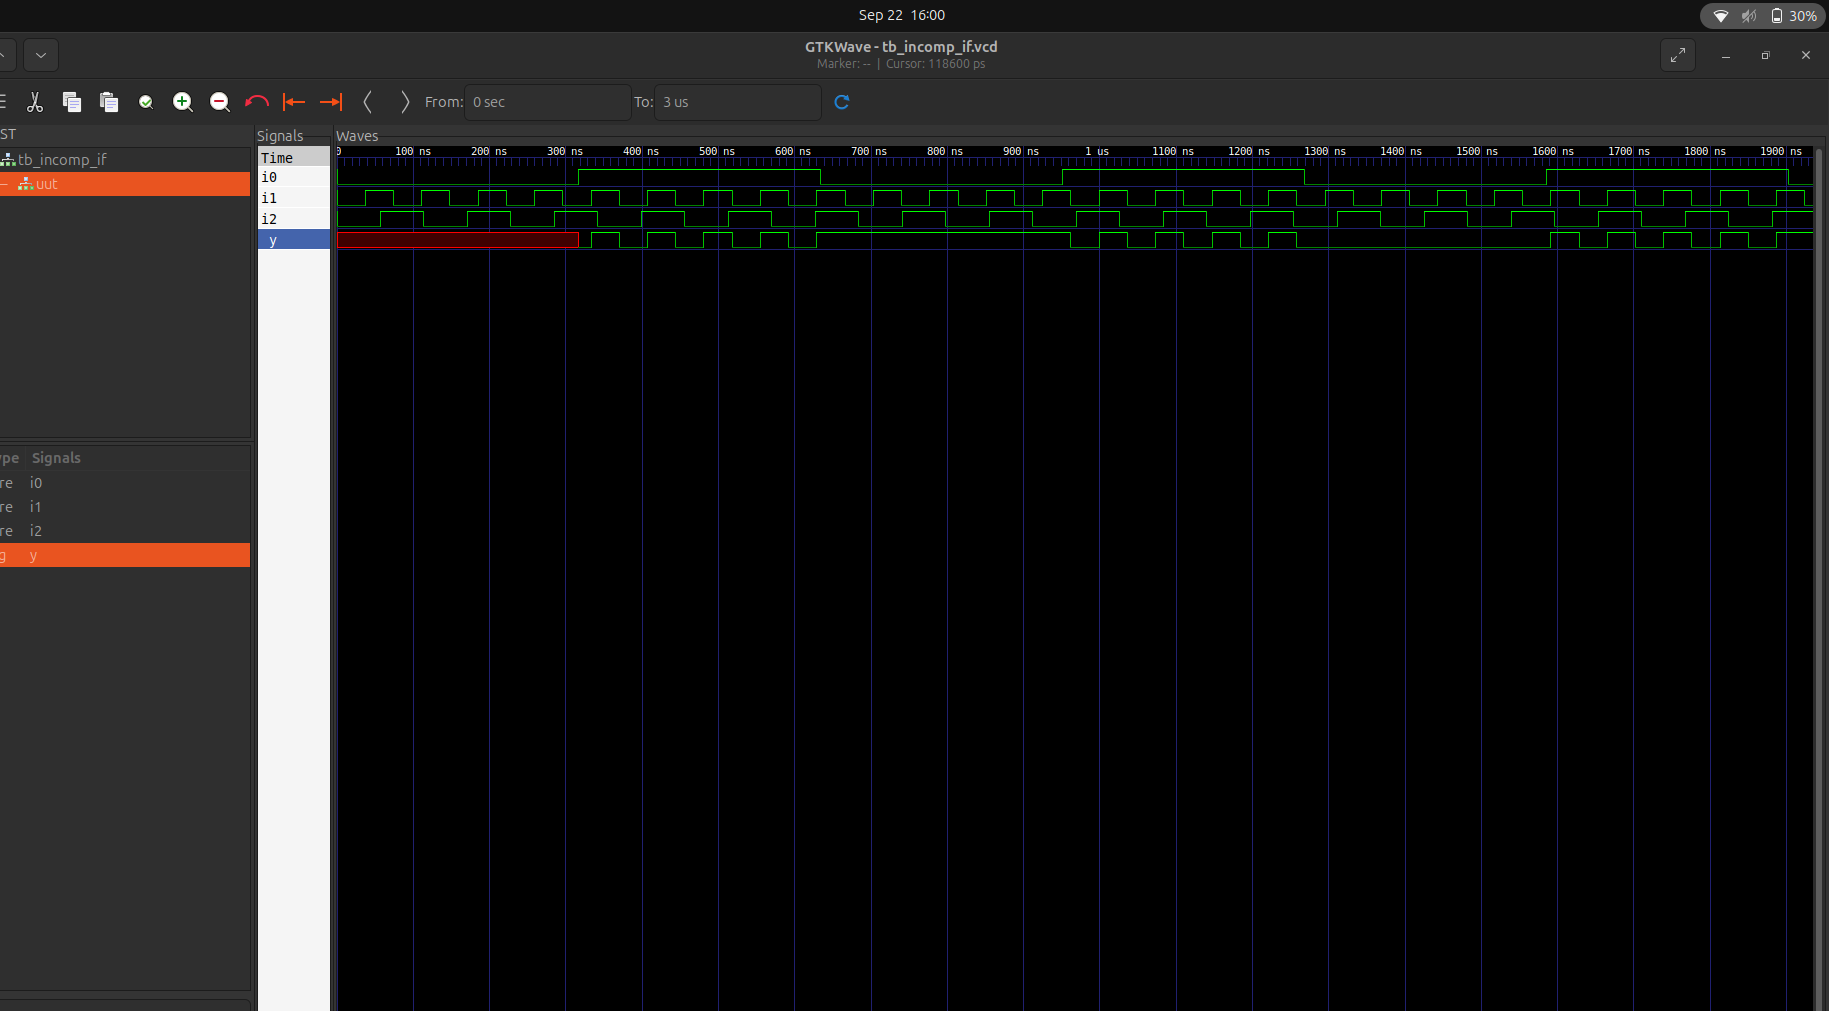 Sep 22 16:00
30%
GTKWave - tb_incomp_if.vcd
Marker: -- | Cursor: 118600 ps
From: 0 sec To: 3 us
ST
tb_incomp_if
uut
ype Signals
re i0
re i1
re i2
g y
Signals
Time
i0
i1
i2
y
Waves
0 100 ns 200 ns 300 ns 400 ns 500 ns 600 ns 700 ns 800 ns 900 ns 1 us 1100 ns 1200 ns 1300 ns 1400 ns 1500 ns 1600 ns 1700 ns 1800 ns 1900 ns